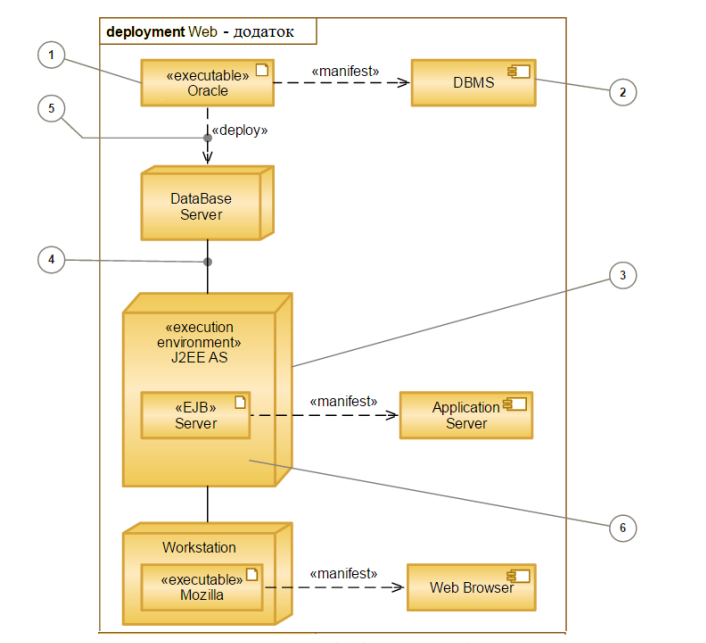 deployment Web - додаток
1
«executable»
Oracle
«manifest»
DBMS
2
5
«deploy»
DataBase
Server
4
3
«execution
environment»
J2EE AS
«EJB»
Server
«manifest»
Application
Server
6
Workstation
«executable»
Mozilla
«manifest»
Web Browser